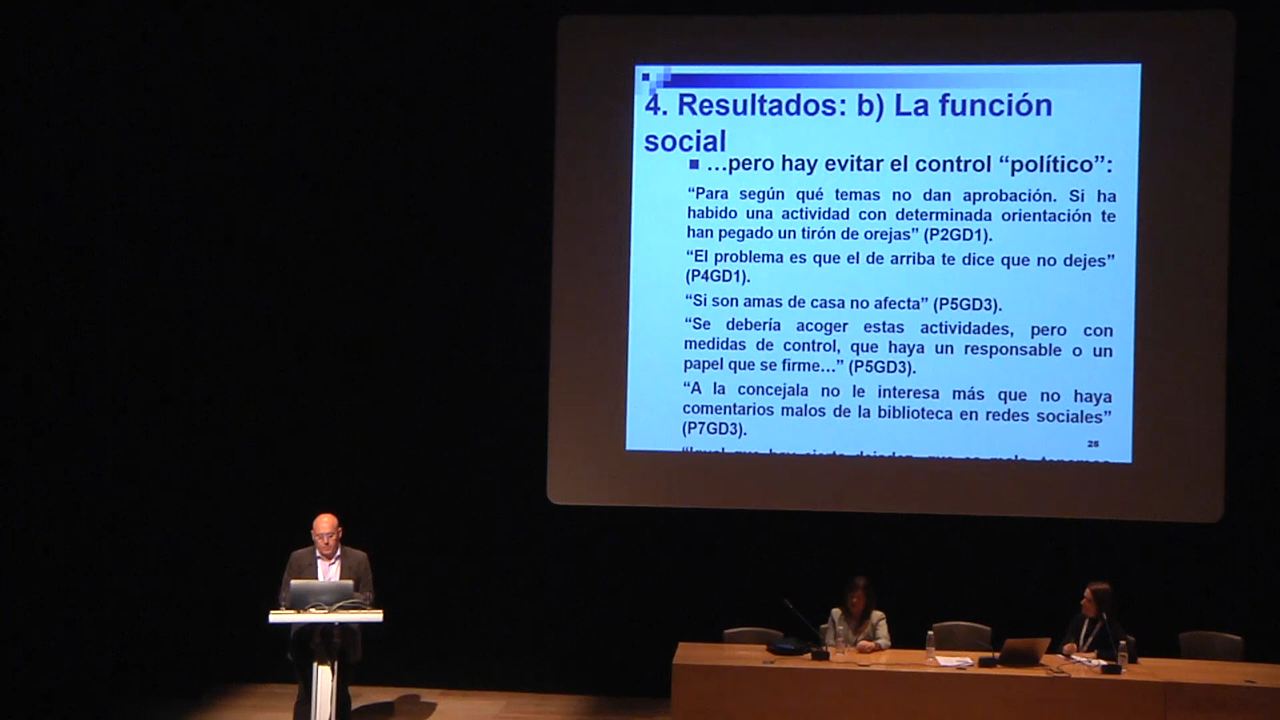 4. Resultados: b) La función
social
…pero hay evitar el control “político”:
“Para según qué temas no dan aprobación. Si ha
habido una actividad con determinada orientación te
han pegado un tirón de orejas” (P2GD1).
“El problema es que el de arriba te dice que no dejes”
(P4GD1).
“Si son amas de casa no afecta” (P5GD3).
“Se debería acoger estas actividades, pero con
medidas de control, que haya un responsable o un
papel que se firme…” (P5GD3).
“A la concejala no le interesa más que no haya
comentarios malos de la biblioteca en redes sociales”
(P7GD3).